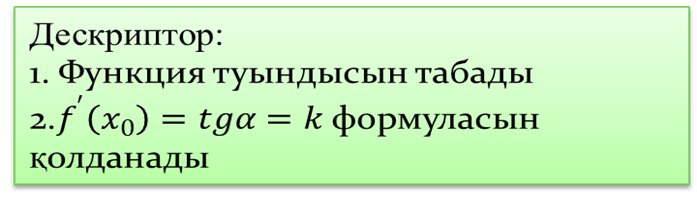 Дескриптор:
1. Функция туындысын табады
2.f′(x₀) = tgα = k формуласын
қолданады